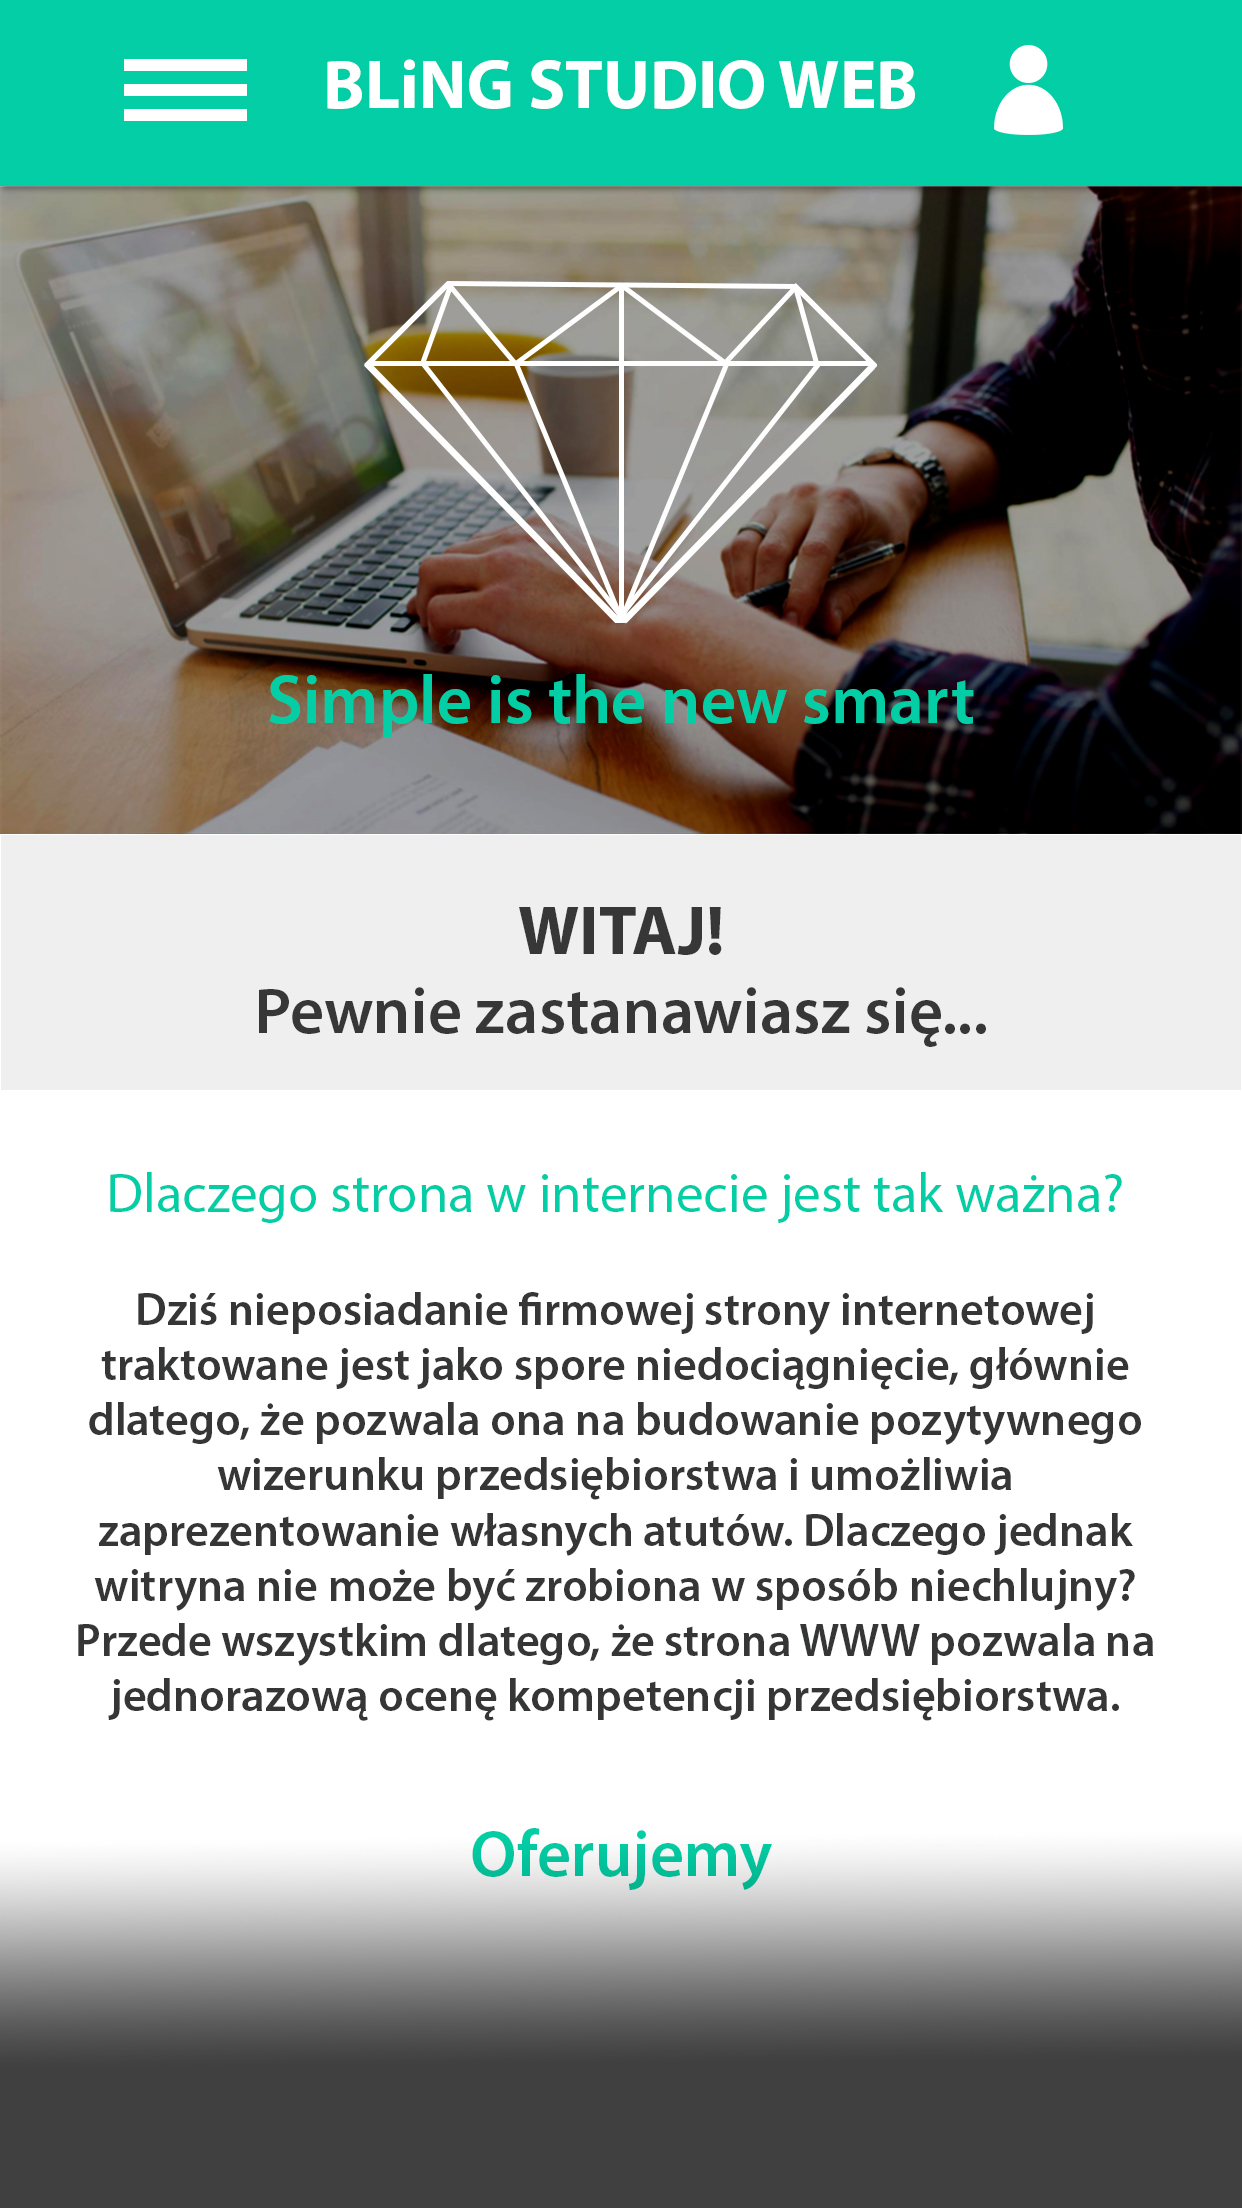 BLiNG STUDIO WEB
Simple is the new smart
WITAJ!
Pewnie zastanawiasz się...
Dlaczego strona w internecie jest tak ważna?
Dziś nieposiadanie firmowej strony internetowej
traktowane jest jako spore niedociągnięcie, głównie
dlatego, że pozwala ona na budowanie pozytywnego
wizerunku przedsiębiorstwa i umożliwia
zaprezentowanie własnych atutów. Dlaczego jednak
witryna nie może być zrobiona w sposób niechlujny?
Przede wszystkim dlatego, że strona WWW pozwala na
jednorazową ocenę kompetencji przedsiębiorstwa.
Oferujemy